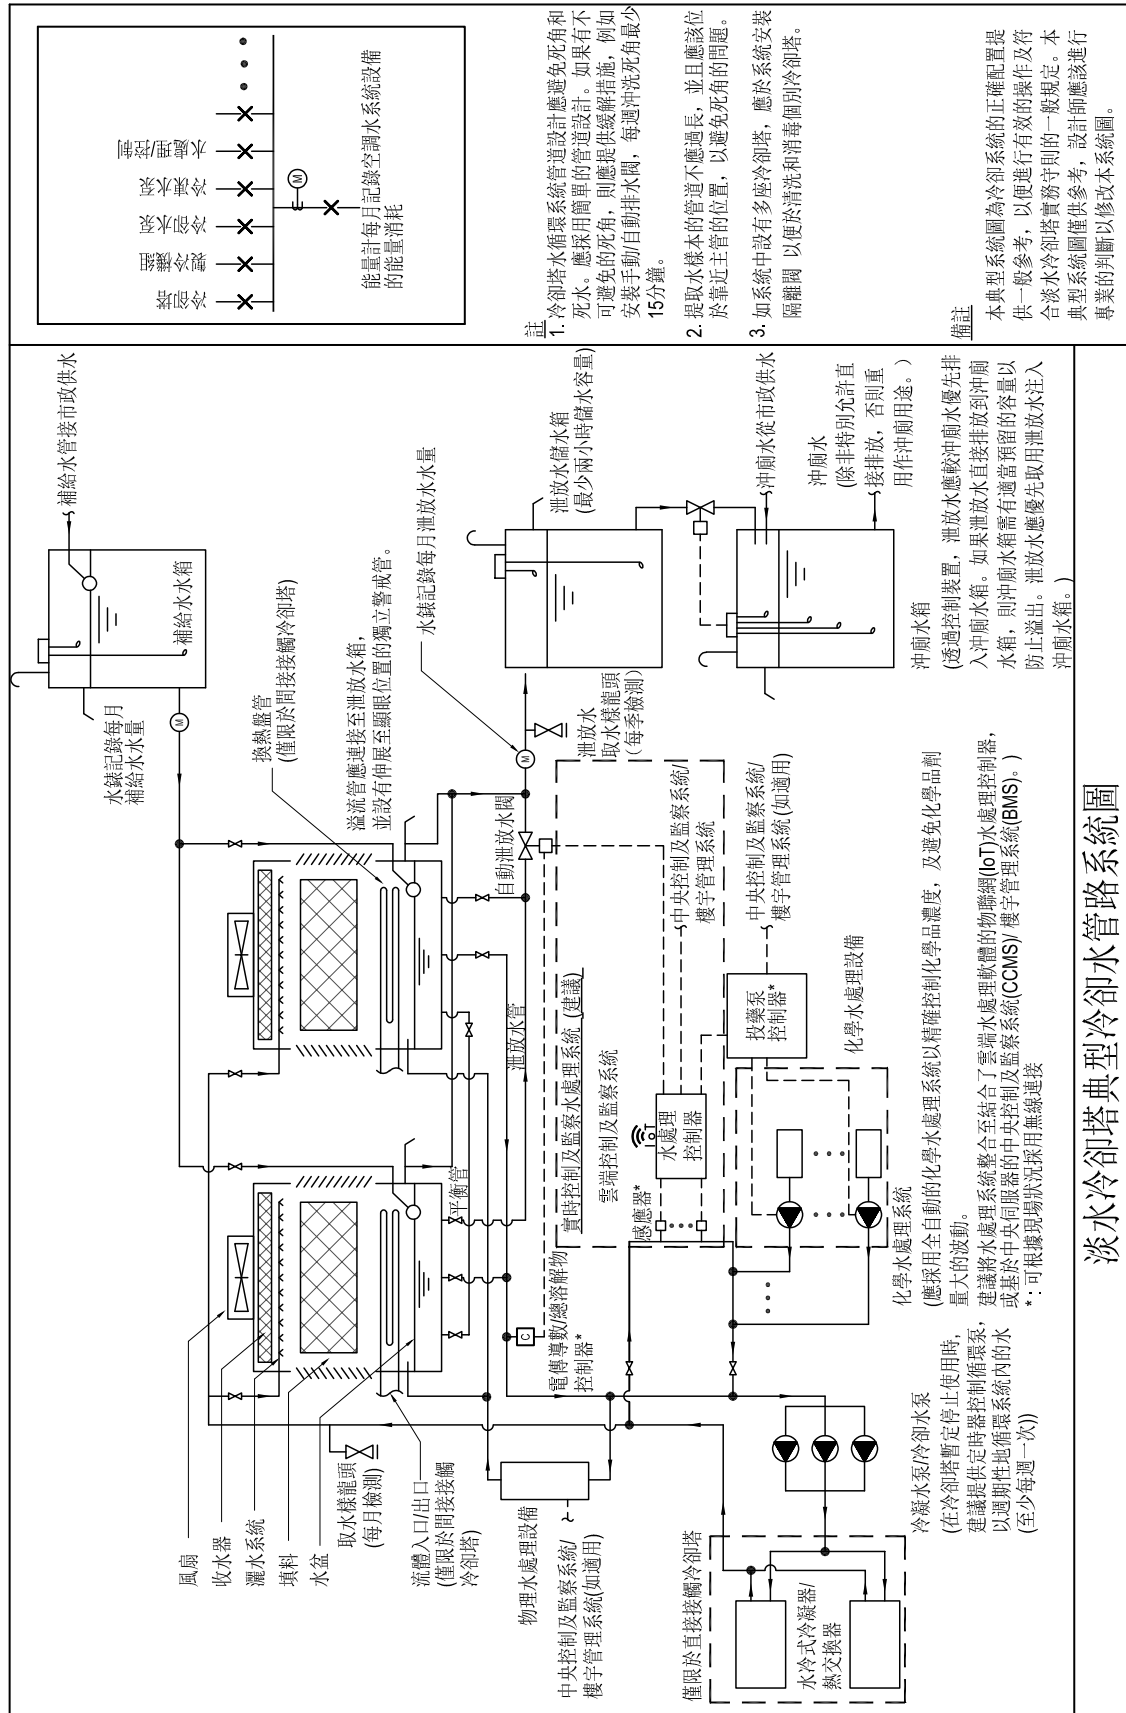 補給水管接市政供水
補給水水箱
水錶記錄每月
補給水水量
M
換熱盤管
(僅限於間接接觸冷卻塔)
溢流管應連接至泄放水箱，
並設有伸展至顯眼位置的獨立警戒管。
水錶記錄每月泄放水水量
泄放水儲水箱
(最少兩小時儲水容量)
沖廁水從市政供水
沖廁水
(除非特別允許直
接排放，否則重
用作沖廁用途。)
沖廁水箱
(透過控制裝置，泄放水應較沖廁水優先排
入沖廁水箱。如果泄放水直接排放到沖廁
水箱，則沖廁水箱需有適當預留的容量以
防止溢出。泄放水應優先取用泄放水注入
沖廁水箱。)
風扇
收水器
灑水系統
填料
水盆
取水樣龍頭
(每月檢測)
流體入口/出口
(僅限於間接接觸
冷卻塔)
平衡管
泄放水管
自動泄放水閥
M
泄放水
取水樣龍頭
(每季檢測)
C
電傳導數/總溶解物
控制器*
實時控制及監察水處理系統 (建議)
雲端控制及監察系統
感應器*
水處理
控制器
中央控制及監察系統/
樓宇管理系統
投藥泵
控制器*
中央控制及監察系統/
樓宇管理系統(如適用)
化學水處理設備
物理水處理設備
中央控制及監察系統/
樓宇管理系統(如適用)
僅限於直接接觸冷卻塔
水冷式冷凝器/
熱交換器
冷凝水泵/冷卻水泵
(在冷卻塔暫定停止使用時，
建議提供定時器控制循環泵，
以週期性地循環系統內的水
(至少每週一次))
化學水處理系統
(應採用全自動的化學水處理系統以精確控制化學品濃度，及避免化學品劑
量大的波動。
建議將水處理系統整合至結合了雲端水處理軟體的物聯網(IoT)水處理控制器，
或基於中央伺服器的中央控制及監察系統(CCMS)/ 樓宇管理系統(BMS)。)
*：可根據現場狀況採用無線連接
淡水冷卻塔典型冷卻水管路系統圖
冷卻塔
製冷機組
冷卻水泵
冷凍水泵
水處理/控制
M
能量計每月記錄空調水系統設備
的能量消耗
註
1. 冷卻塔水循環系統管道設計應避免死角和
死水。應採用簡單的管道設計。如果有不
可避免的死角，則應提供緩解措施，例如
安裝手動/自動排水閥，每週沖洗死角最少
15分鐘。
2. 提取水樣本的管道不應過長，並且應該位
於靠近主管的位置，以避免死角的問題。
3. 如系統中設有多座冷卻塔，應於系統安裝
隔離閥 以便於清洗和消毒個別冷卻塔。
備註
本典型系統圖為冷卻系統的正確配置提
供一般參考，以便進行有效的操作及符
合淡水冷卻塔實務守則的一般規定。本
典型系統圖僅供參考，設計師應該進行
專業的判斷以修改本系統圖。